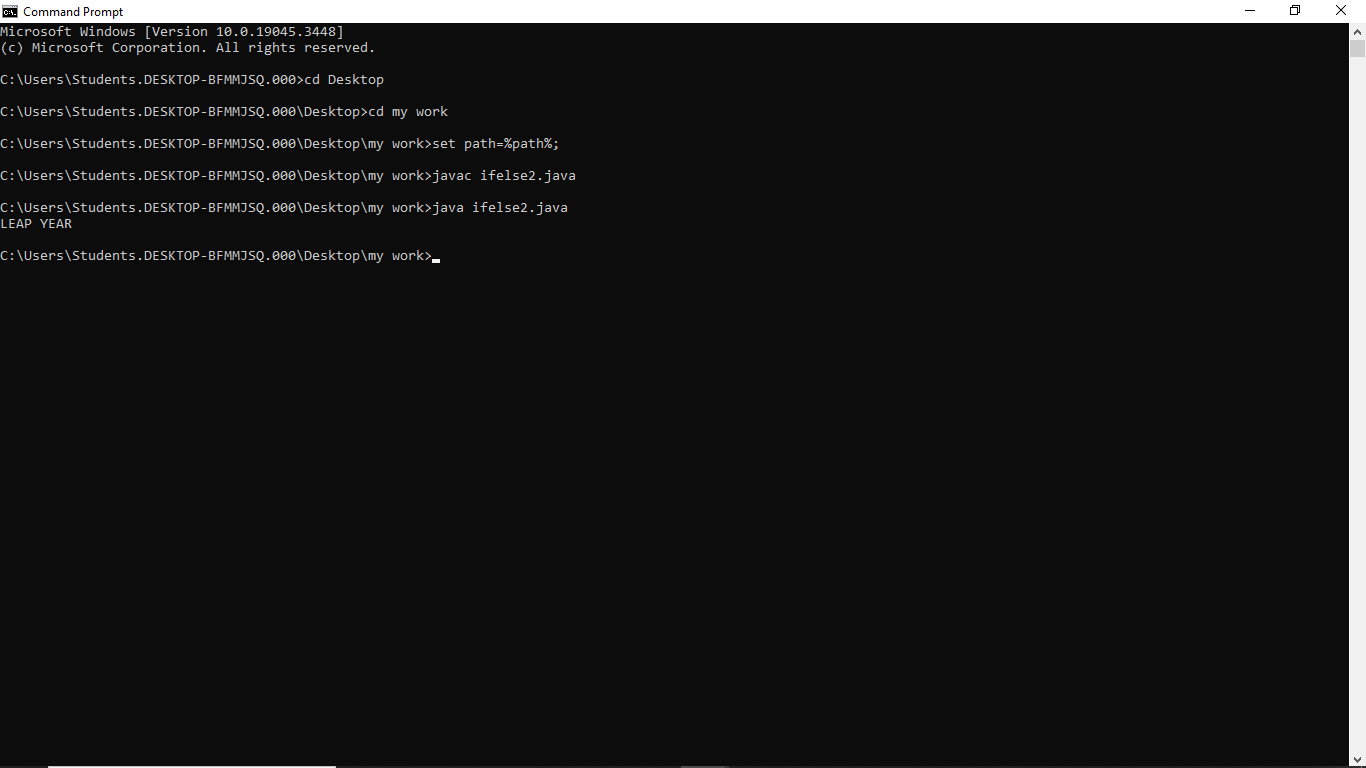 Command Prompt
Microsoft Windows [Version 10.0.19045.3448]
(c) Microsoft Corporation. All rights reserved.
C:\Users\Students.DESKTOP-BFMMJSQ.000>cd Desktop
C:\Users\Students.DESKTOP-BFMMJSQ.000\Desktop>cd my work
C:\Users\Students.DESKTOP-BFMMJSQ.000\Desktop\my work>set path=%path%;
C:\Users\Students.DESKTOP-BFMMJSQ.000\Desktop\my work>javac ifelse2.java
C:\Users\Students.DESKTOP-BFMMJSQ.000\Desktop\my work>java ifelse2.java
LEAP YEAR
C:\Users\Students.DESKTOP-BFMMJSQ.000\Desktop\my work>